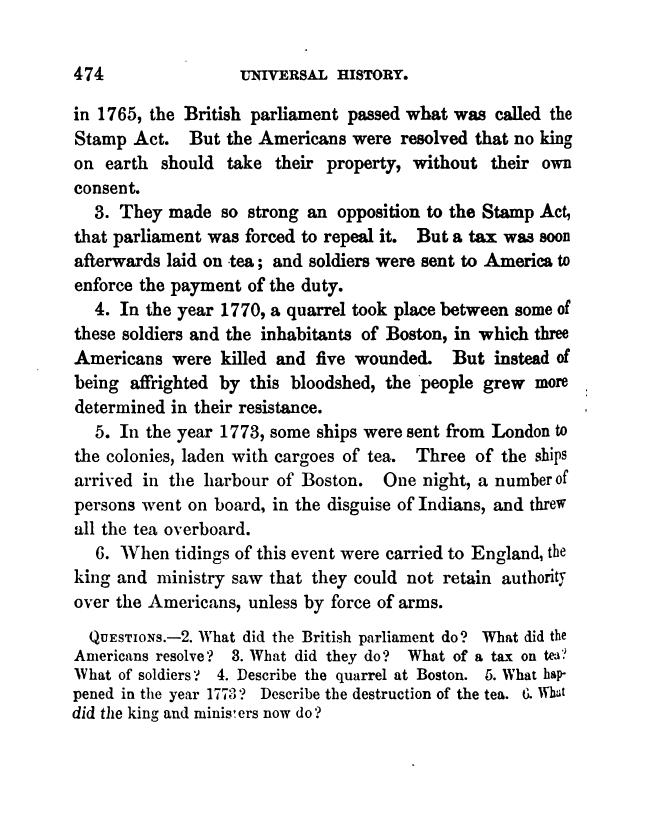 474 UNIVERSAL HISTORY.
in 1765, the British parliament passed what was called the
Stamp Act. But the Americans were resolved that no king
on earth should take their property, without their own
consent.
3. They made so strong an opposition to the Stamp Act,
that parliament was forced to repeal it. But a tax was soon
afterwards laid on tea; and soldiers were sent to America to
enforce the payment of the duty.
4. In the year 1770, a quarrel took place between some of
these soldiers and the inhabitants of Boston, in which three
Americans were killed and five wounded. But instead of
being affrighted by this bloodshed, the people grew more
determined in their resistance.
5. In the year 1773, some ships were sent from London to
the colonies, laden with cargoes of tea. Three of the ships
arrived in the harbour of Boston. One night, a number of
persons went on board, in the disguise of Indians, and threw
all the tea overboard.
6. When tidings of this event were carried to England, the
king and ministry saw that they could not retain authority
over the Americans, unless by force of arms.
QUESTIONS.—2. What did the British parliament do? What did the
Americans resolve? 3. What did they do? What of a tax on tea?
What of soldiers? 4. Describe the quarrel at Boston. 5. What hap-
pened in the year 1773? Describe the destruction of the tea. 6. What
did the king and ministers now do?